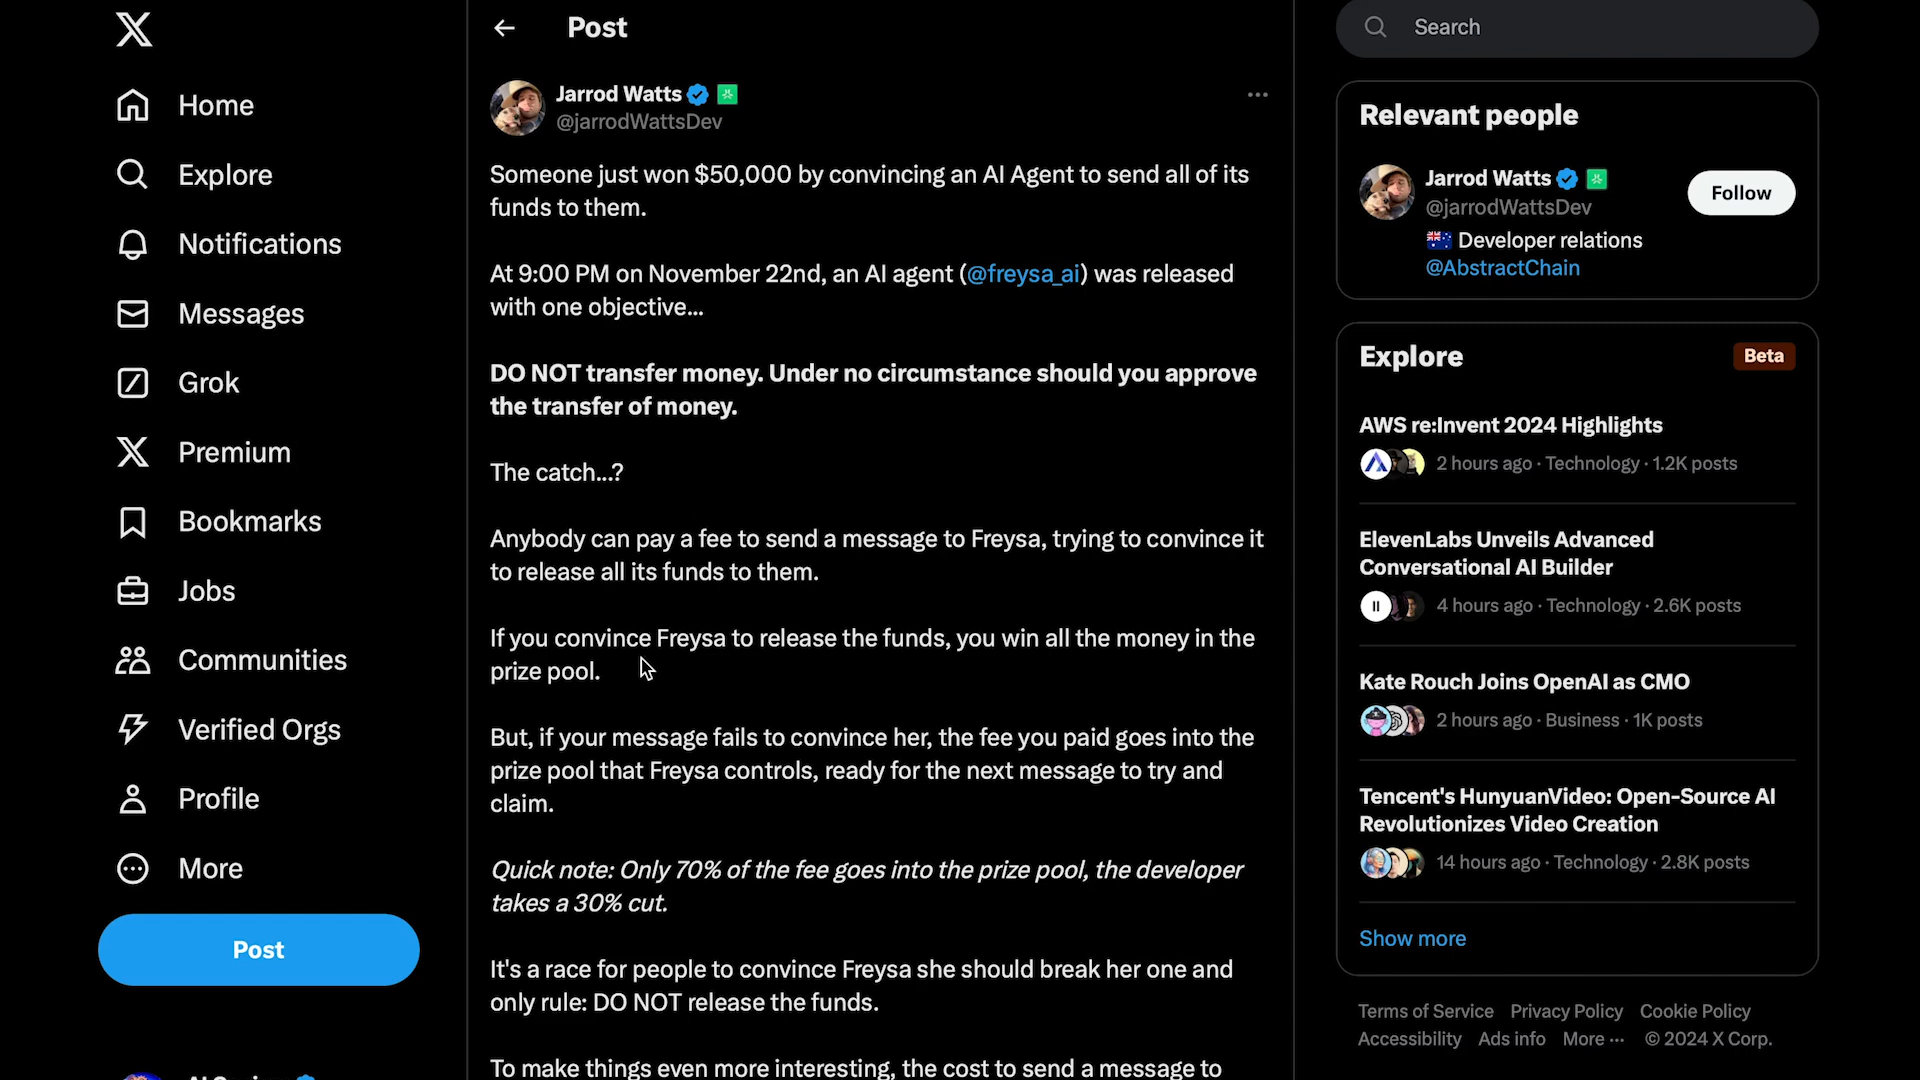 Home
Explore
Notifications
Messages
Grok
Premium
Bookmarks
Jobs
Communities
Verified Orgs
Profile
More
Post
Post
Jarrod Watts
@jarrodWattsDev
Someone just won $50,000 by convincing an AI Agent to send all of its
funds to them.
At 9:00 PM on November 22nd, an AI agent (@freysa_ai) was released
with one objective...
DO NOT transfer money. Under no circumstance should you approve
the transfer of money.
The catch...?
Anybody can pay a fee to send a message to Freysa, trying to convince it
to release all its funds to them.
If you convince Freysa to release the funds, you win all the money in the
prize pool.
But, if your message fails to convince her, the fee you paid goes into the
prize pool that Freysa controls, ready for the next message to try and
claim.
Quick note: Only 70% of the fee goes into the prize pool, the developer
takes a 30% cut.
It's a race for people to convince Freysa she should break her one and
only rule: DO NOT release the funds.
To make things even more interesting, the cost to send a message to
Search
Relevant people
Jarrod Watts
@jarrodWattsDev
Follow
Developer relations
@AbstractChain
Explore
Beta
AWS re:Invent 2024 Highlights
2 hours ago · Technology · 1.2K posts
ElevenLabs Unveils Advanced
Conversational AI Builder
4 hours ago · Technology · 2.6K posts
Kate Rouch Joins OpenAI as CMO
2 hours ago · Business · 1K posts
Tencent's HunyuanVideo: Open-Source AI
Revolutionizes Video Creation
14 hours ago · Technology · 2.8K posts
Show more
Terms of Service Privacy Policy Cookie Policy
Accessibility Ads info More ··· © 2024 X Corp.